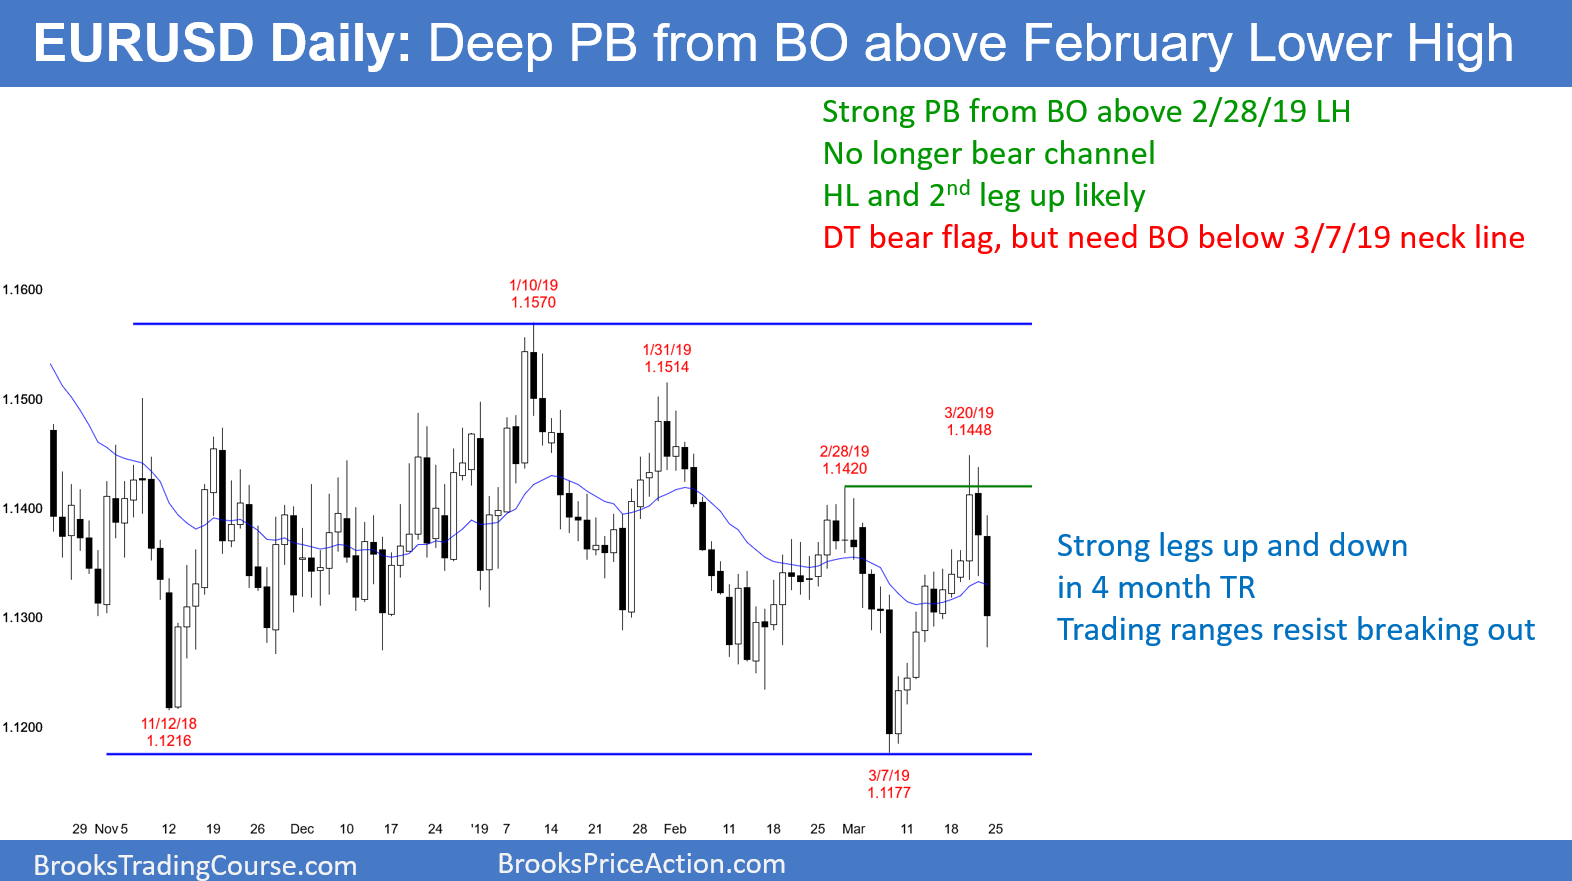 EURUSD Daily: Deep PB from BO above February Lower High
Strong PB from BO above 2/28/19 LH
No longer bear channel
HL and 2nd leg up likely
DT bear flag, but need BO below 3/7/19 neck line
1.1600
1/10/19
1.1570
1/31/19
1.1514
1.1500
3/20/19
1.1448
2/28/19
1.1420
1.1400
Strong legs up and down
in 4 month TR
Trading ranges resist breaking out
1.1300
1.1200
11/12/18
1.1216
3/7/19
1.1177
29 Nov 5 12 19 26 Dec 10 17 24 '19 7 14 21 28 Feb 11 18 25 Mar 11 18 25
BrooksTradingCourse.com
BrooksPriceAction.com